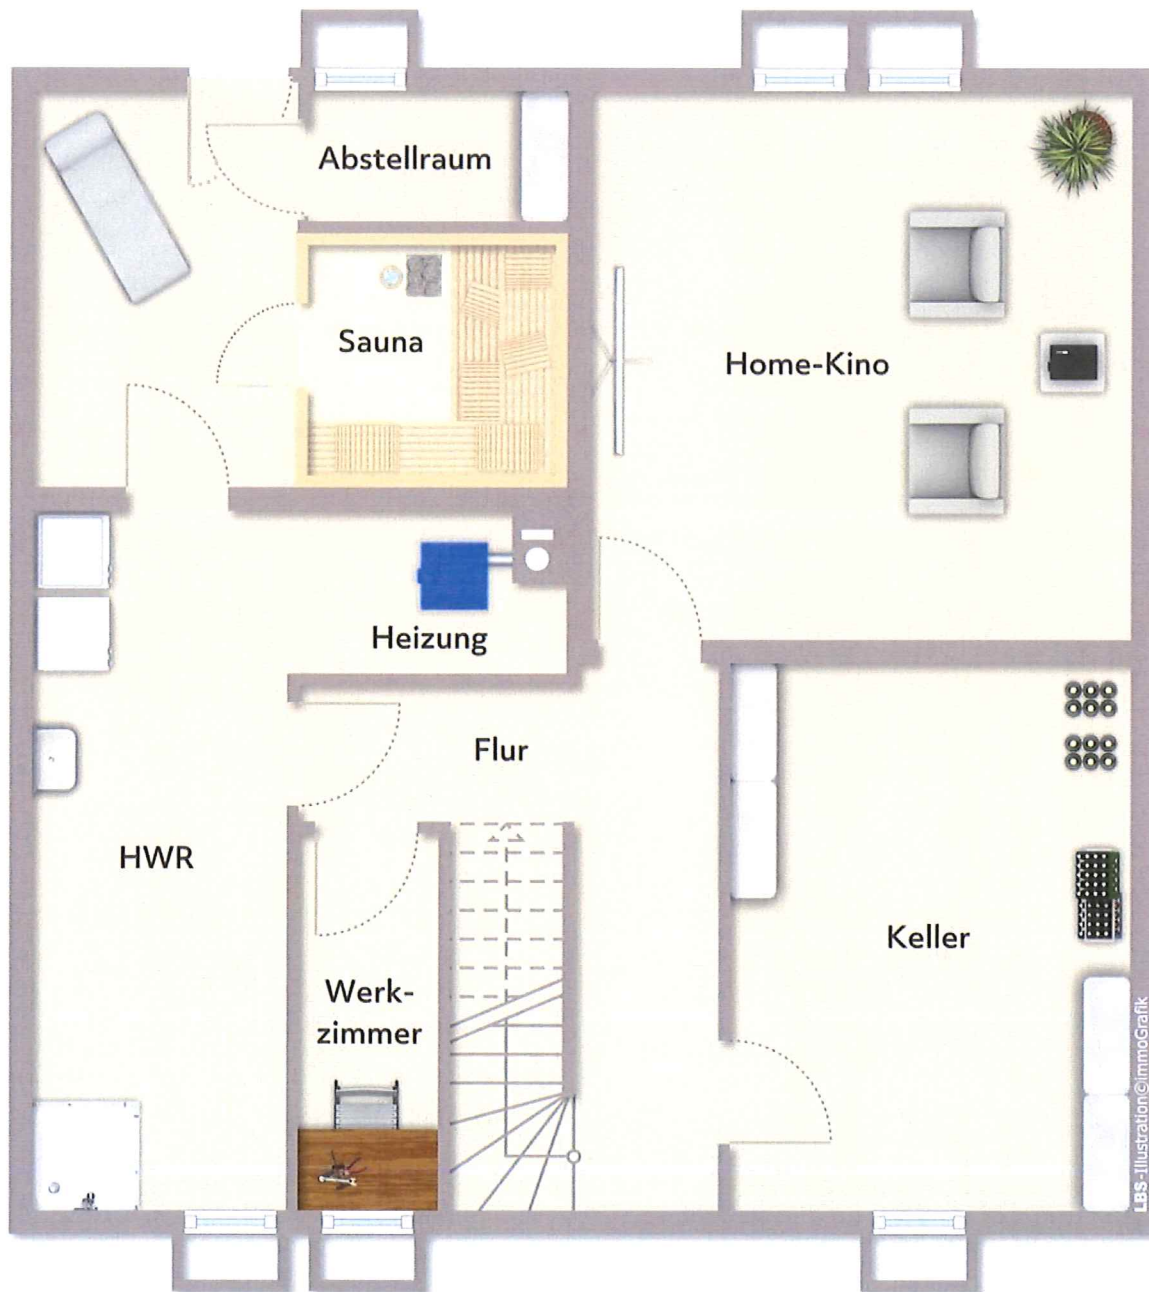 Abstellraum
Sauna
Home-Kino
Heizung
Flur
HWR
Keller
Werk-
zimmer
LBS-Illustration©immoGrafik